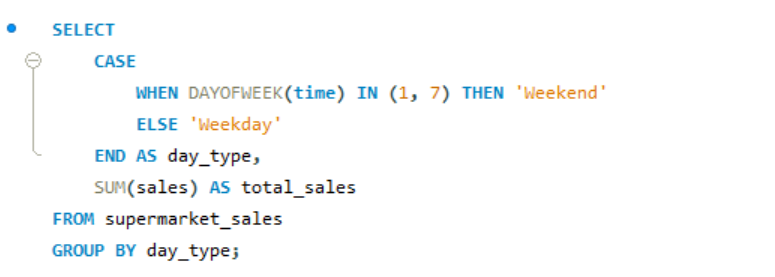 SELECT
CASE
WHEN DAYOFWEEK(time) IN (1, 7) THEN 'Weekend'
ELSE 'Weekday'
END AS day_type,
SUM(sales) AS total_sales
FROM supermarket_sales
GROUP BY day_type;